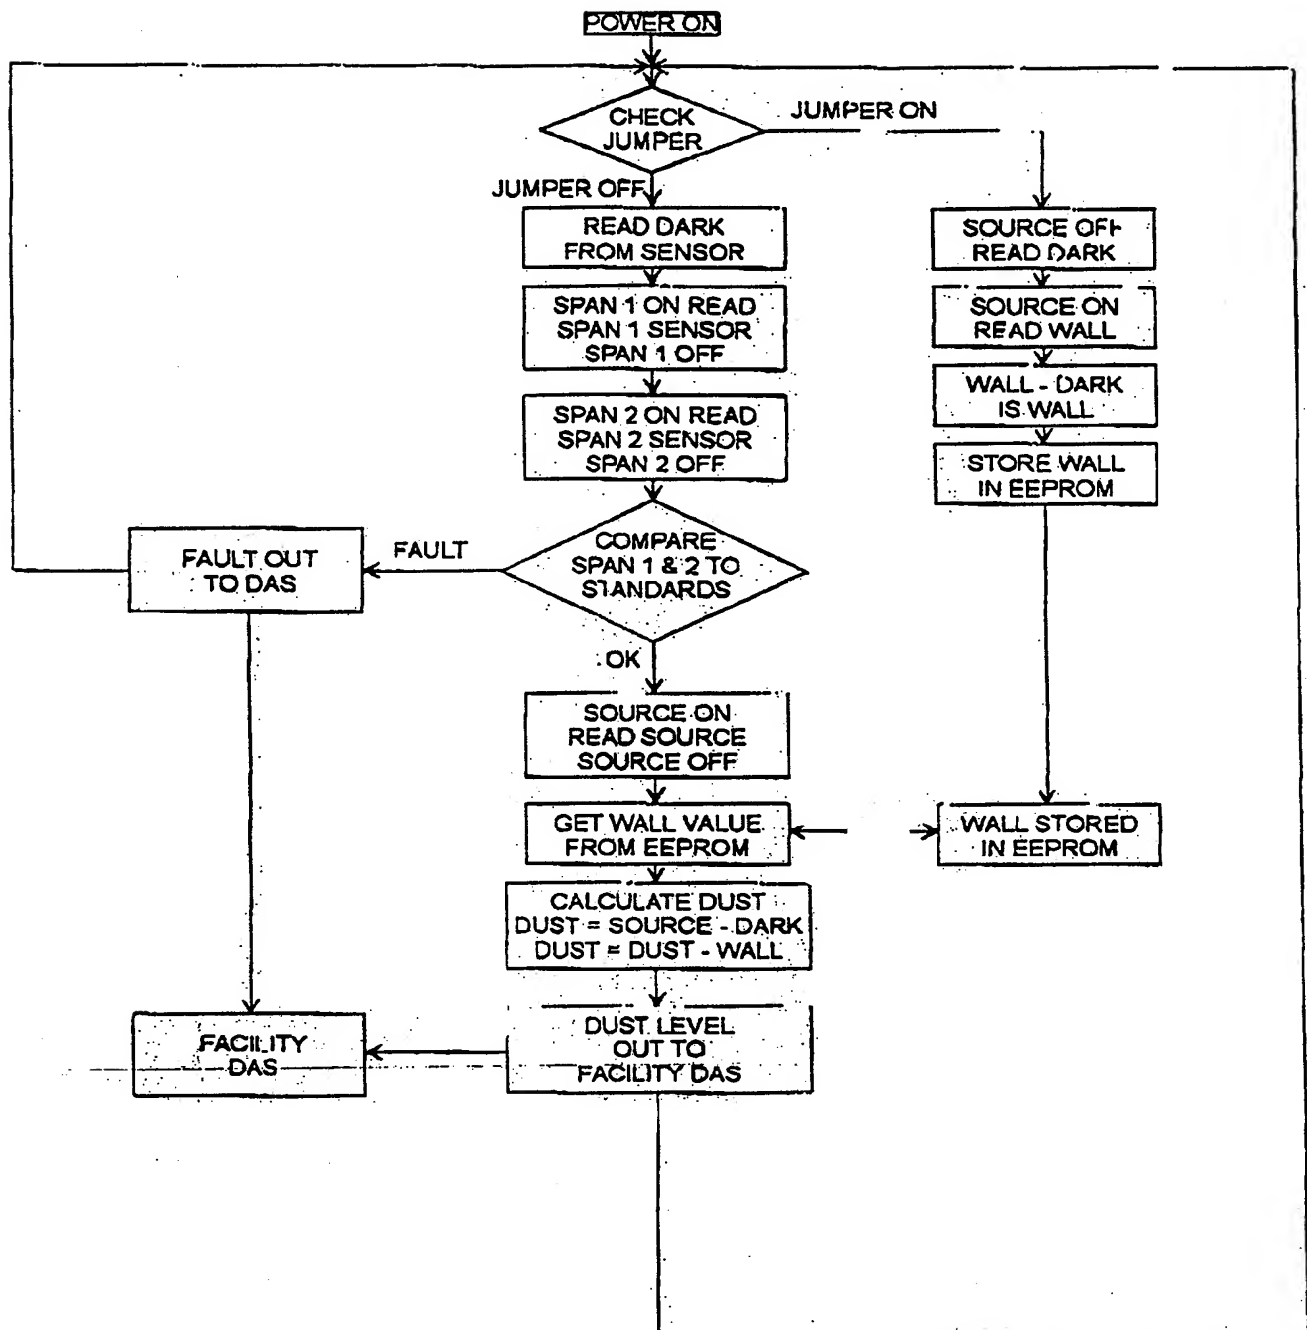 POWER ON
CHECK
JUMPER
JUMPER ON
JUMPER OFF
READ DARK
FROM SENSOR
SPAN 1 ON READ
SPAN 1 SENSOR
SPAN 1 OFF
SPAN 2 ON READ
SPAN 2 SENSOR
SPAN 2 OFF
SOURCE OFF
READ DARK
SOURCE ON
READ WALL
WALL - DARK
IS WALL
STORE WALL
IN EEPROM
COMPARE
SPAN 1 & 2 TO
STANDARDS
FAULT
FAULT OUT
TO DAS
OK
SOURCE ON
READ SOURCE
SOURCE OFF
GET WALL VALUE
FROM EEPROM
WALL STORED
IN EEPROM
CALCULATE DUST
DUST = SOURCE - DARK
DUST = DUST - WALL
DUST LEVEL
OUT TO
FACILITY DAS
FACILITY
DAS